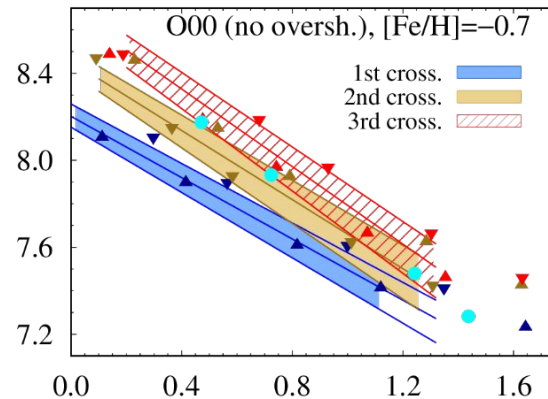 O00 (no oversh.), [Fe/H]=−0.7
8.4
1st cross.
2nd cross.
3rd cross.
8.0
7.6
7.2
0.0 0.4 0.8 1.2 1.6